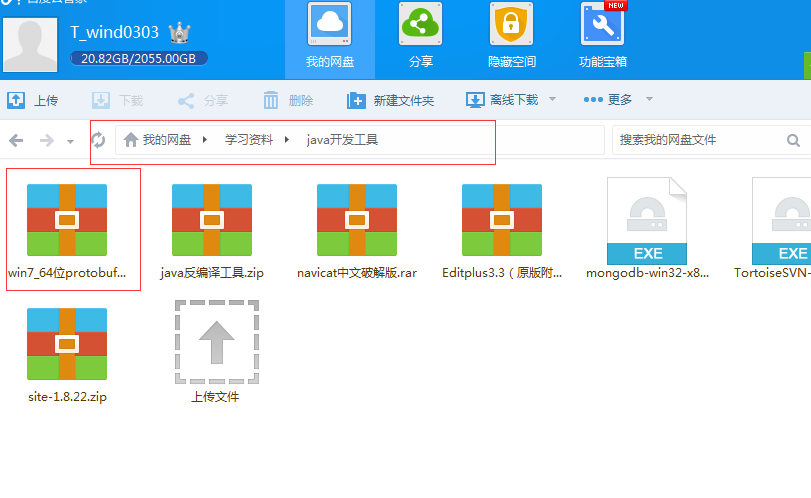 T_wind0303
20.82GB/2055.00GB
我的网盘
分享
隐藏空间
NEW
功能宝箱
上传
下载
分享
删除
新建文件夹
离线下载
更多
我的网盘 学习资料 java开发工具
搜索我的网盘文件
EXE
EXE
win7_64位protobuf...
java反编译工具.zip
navicat中文破解版.rar
Editplus3.3（原版附...
mongodb-win32-x8...
TortoiseSVN-
site-1.8.22.zip
上传文件